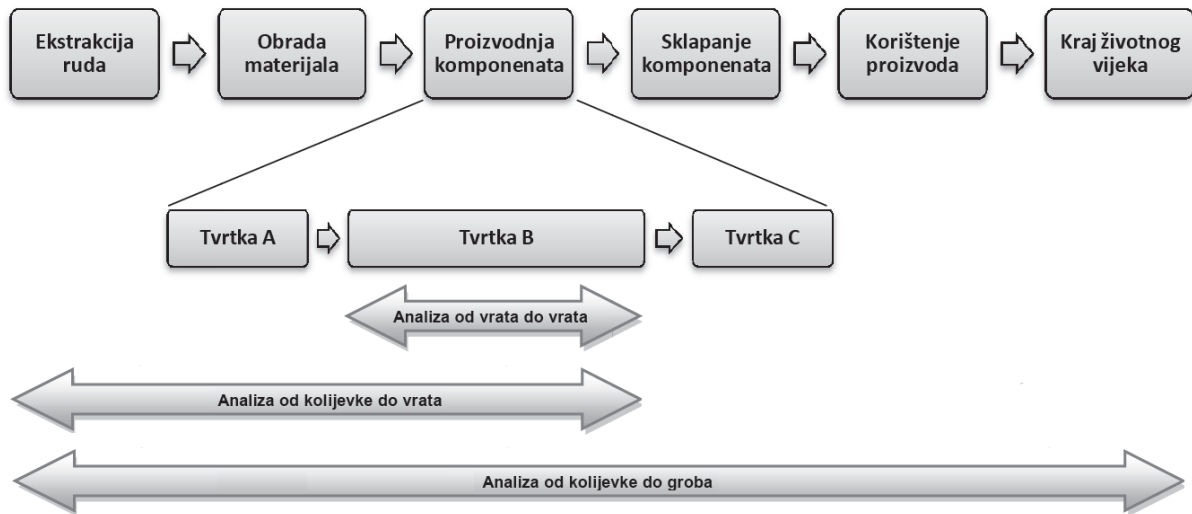 Ekstrakcija
ruda
Obrada
materijala
Proizvodnja
komponenata
Sklapanje
komponenata
Korištenje
proizvoda
Kraj životnog
vijeka
Tvrtka A
Tvrtka B
Tvrtka C
Analiza od vrata do vrata
Analiza od kolijevke do vrata
Analiza od kolijevke do groba